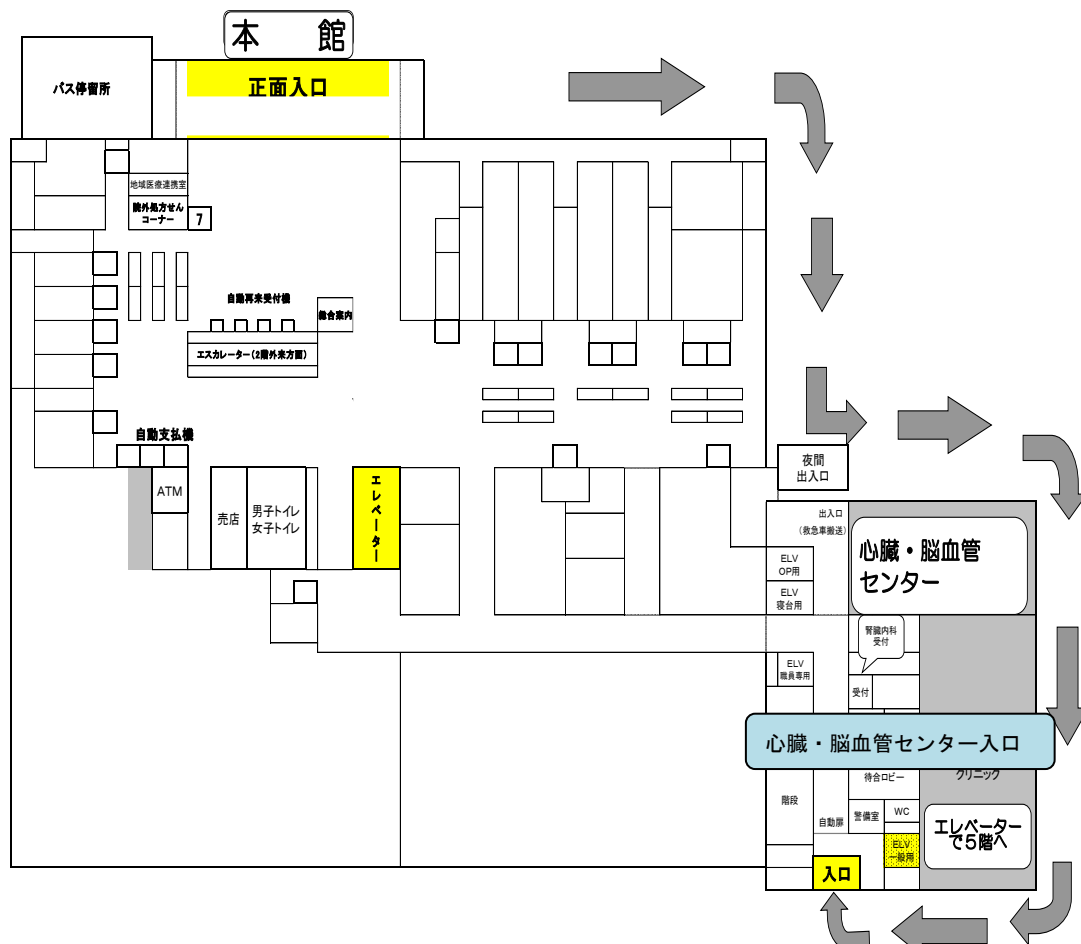 本　館
バス停留所
正面入口
地域医療連携室
院外処方せん
コーナー
7
自動再来受付機
総合案内
エスカレーター(2階外来方面)
自動支払機
ATM
売店
男子トイレ
女子トイレ
エレベーター
夜間
出入口
出入口
(救急車搬送)
心臓・脳血管
センター
ELV
OP用
ELV
寝台用
腎臓内科
受付
ELV
職員専用
受付
心臓・脳血管センター入口
待合ロビー
クリニック
階段
自動扉
警備室
WC
エレベーター
で5階へ
ELV
一般用
入口